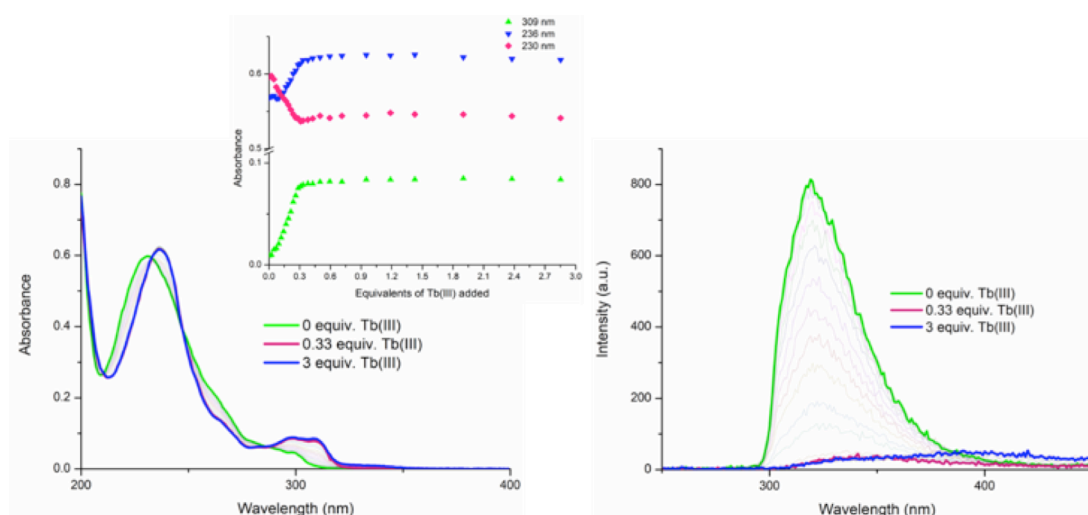 309 nm
236 nm
230 nm
0.6
Absorbance
0.5
0.1
0.0
0.0 0.3 0.6 0.9 1.2 1.5 1.8 2.1 2.4 2.7 3.0
Equivalents of Tb(III) added
0.8
0.6
Absorbance
0.4
0.2
0.0
0 equiv. Tb(III)
0.33 equiv. Tb(III)
3 equiv. Tb(III)
200 300 400
Wavelength (nm)
800
600
Intensity (a.u.)
400
200
0
0 equiv. Tb(III)
0.33 equiv. Tb(III)
3 equiv. Tb(III)
300 400
Wavelength (nm)